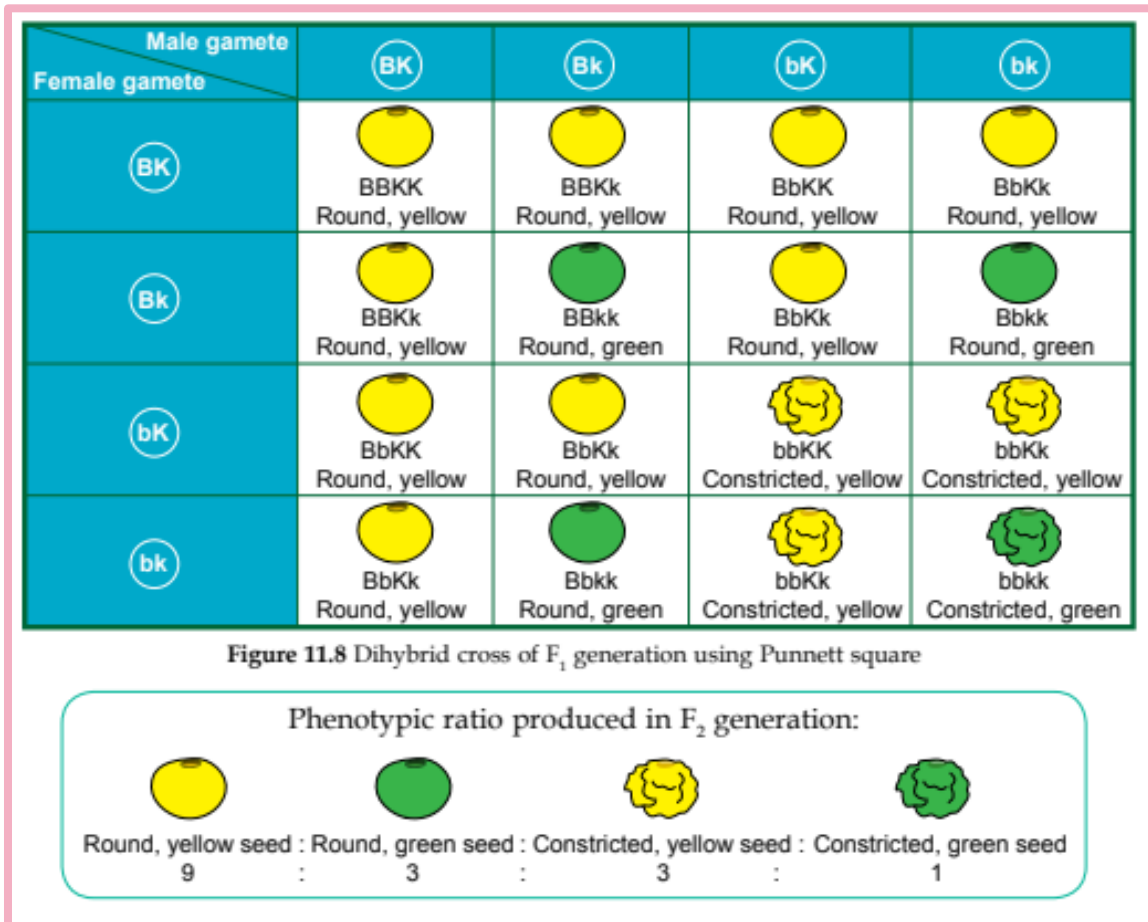 Male gamete
Female gamete
BK Bk bK bk
BK
BBKK BBKk BbKK BbKk
Round, yellow Round, yellow Round, yellow Round, yellow
Bk
BBKk BBkk BbKk Bbkk
Round, yellow Round, green Round, yellow Round, green
bK
BbKK BbKk bbKK bbKk
Round, yellow Round, yellow Constricted, yellow Constricted, yellow
bk
BbKk Bbkk bbKk bbkk
Round, yellow Round, green Constricted, yellow Constricted, green
Figure 11.8 Dihybrid cross of F₁ generation using Punnett square
Phenotypic ratio produced in F₂ generation:
Round, yellow seed : Round, green seed : Constricted, yellow seed : Constricted, green seed
9 : 3 : 3 : 1